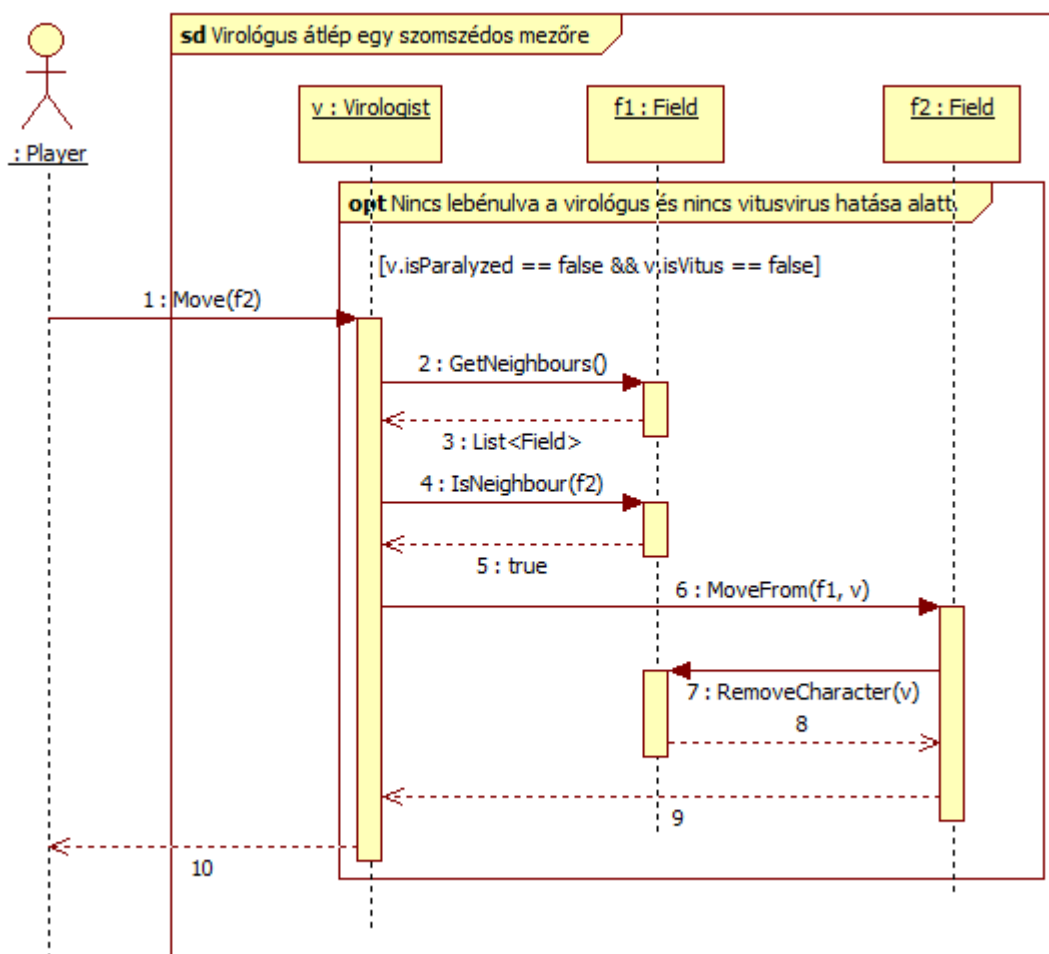 sd Virológus átlép egy szomszédos mezőre
v : Virologist
f1 : Field
f2 : Field
: Player
opt Nincs lebénulva a virológus és nincs vitusvirus hatása alatt.
[v.isParalyzed == false && v.isVitus == false]
1 : Move(f2)
2 : GetNeighbours()
3 : List<Field>
4 : IsNeighbour(f2)
5 : true
6 : MoveFrom(f1, v)
7 : RemoveCharacter(v)
8
9
10